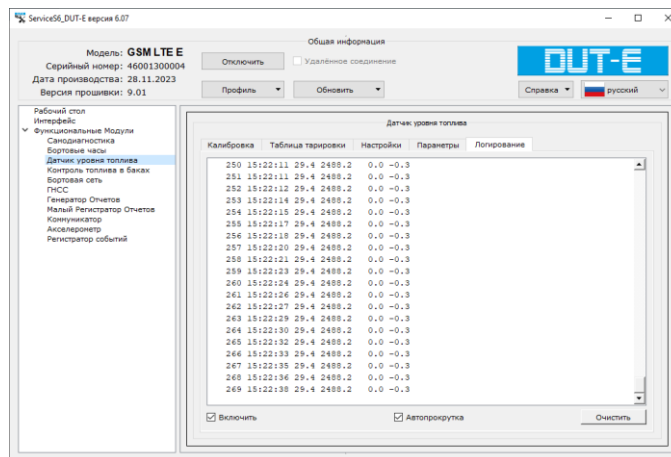 ServiceS6_DUT-E версия 6.07
Общая информация
Модель: GSM LTE E
Серийный номер: 46001300004
Дата производства: 28.11.2023
Версия прошивки: 9.01
Отключить
Удалённое соединение
Профиль
Обновить
DUT-E
Справка
русский
Рабочий стол
Интерфейс
Функциональные Модули
Самодиагностика
Бортовые часы
Датчик уровня топлива
Контроль топлива в баках
Бортовая сеть
ГНСС
Генератор Отчетов
Малый Регистратор Отчетов
Коммуникатор
Акселерометр
Регистратор событий
Датчик уровня топлива
Калибровка Таблица тарировки Настройки Параметры Логирование
250 15:22:11 29.4 2488.2 0.0 -0.3
251 15:22:11 29.4 2488.2 0.0 -0.3
252 15:22:12 29.4 2488.2 0.0 -0.3
253 15:22:14 29.4 2488.2 0.0 -0.3
254 15:22:15 29.4 2488.2 0.0 -0.3
255 15:22:17 29.4 2488.2 0.0 -0.3
256 15:22:18 29.4 2488.2 0.0 -0.3
257 15:22:20 29.4 2488.2 0.0 -0.3
258 15:22:21 29.4 2488.2 0.0 -0.3
259 15:22:23 29.4 2488.2 0.0 -0.3
260 15:22:24 29.4 2488.2 0.0 -0.3
261 15:22:26 29.4 2488.2 0.0 -0.3
262 15:22:27 29.4 2488.2 0.0 -0.3
263 15:22:29 29.4 2488.2 0.0 -0.3
264 15:22:30 29.4 2488.2 0.0 -0.3
265 15:22:32 29.4 2488.2 0.0 -0.3
266 15:22:33 29.4 2488.2 0.0 -0.3
267 15:22:35 29.4 2488.2 0.0 -0.3
268 15:22:36 29.4 2488.2 0.0 -0.3
269 15:22:38 29.4 2488.2 0.0 -0.3
Включить
Автопрокрутка
Очистить